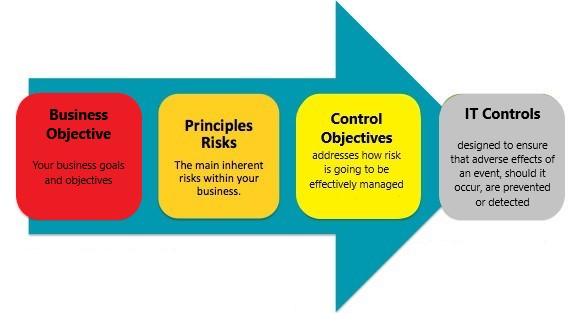 Business
Objective
Your business goals
and objectives
Principles
Risks
The main inherent
risks within your
business.
Control
Objectives
addresses how risk
is going to be
effectively managed
IT Controls
designed to ensure
that adverse effects of
an event, should it
occur, are prevented
or detected